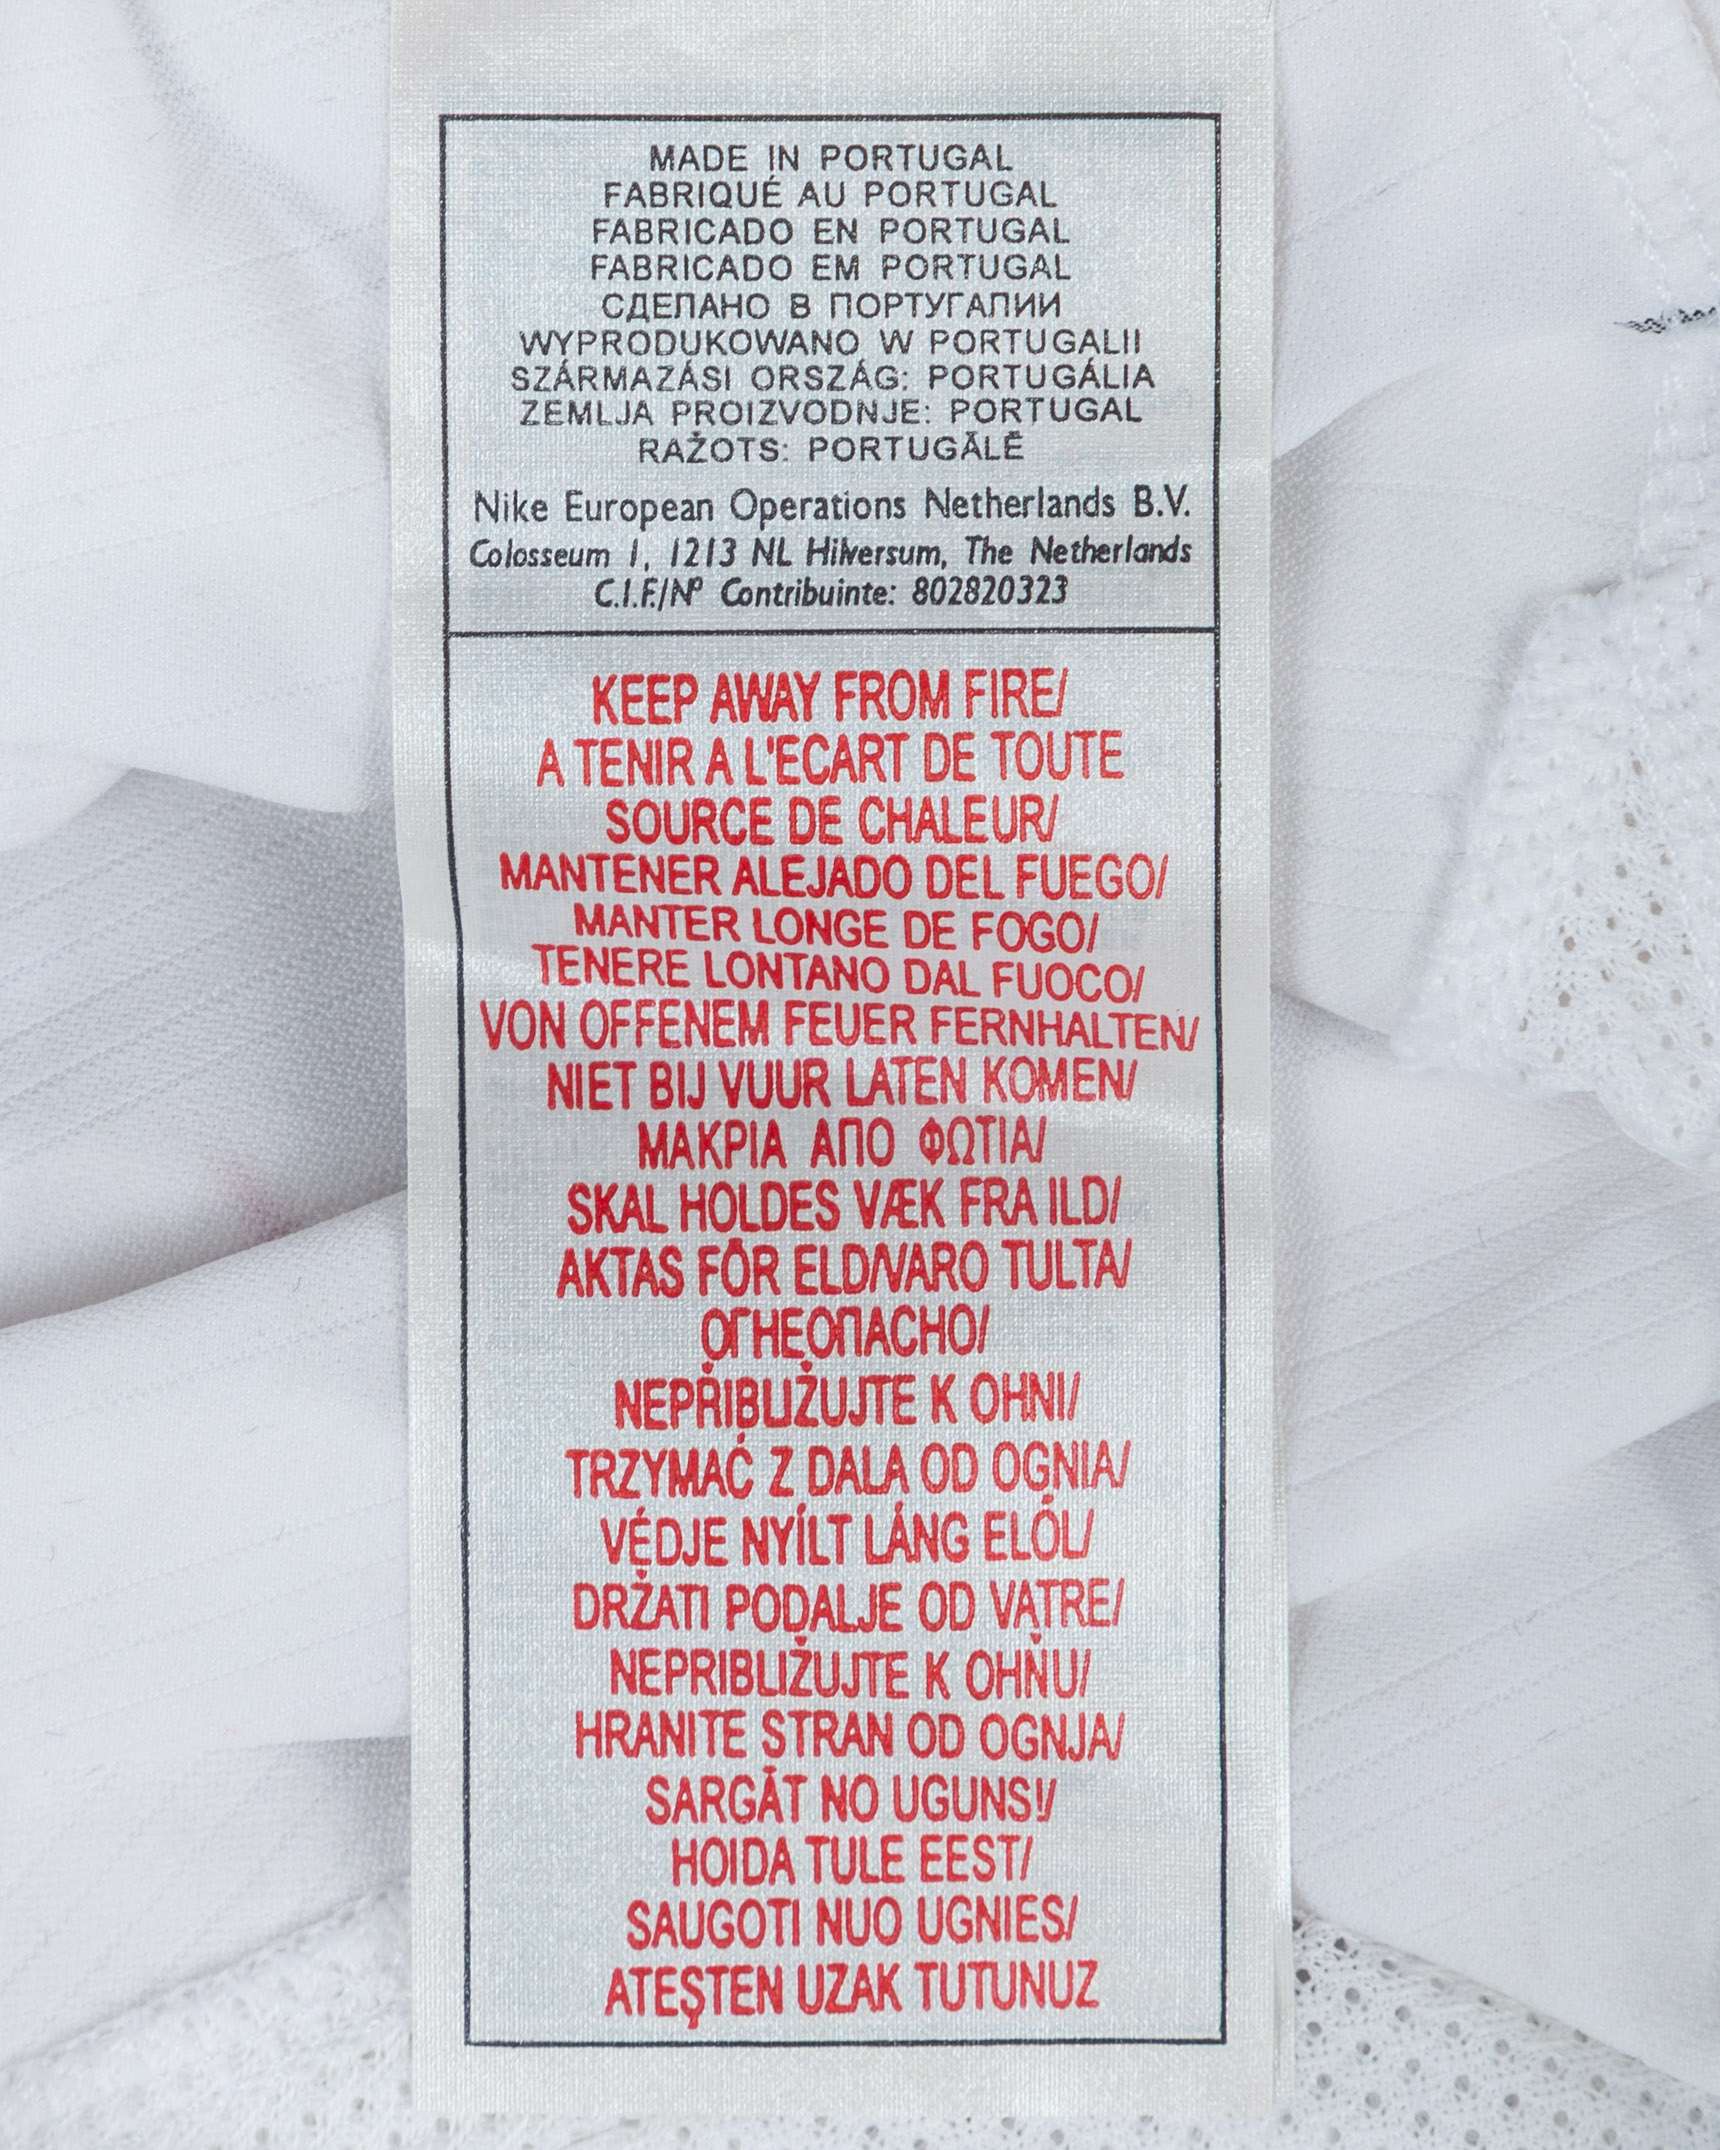 MADE IN PORTUGAL
FABRIQUÉ AU PORTUGAL
FABRICADO EN PORTUGAL
FABRICADO EM PORTUGAL
СДЕЛАНО В ПОРТУГАЛИИ
WYPRODUKOWANO W PORTUGALII
SZÁRMAZÁSI ORSZÁG: PORTUGÁLIA
ZEMLJA PROIZVODNJE: PORTUGAL
RAŽOTS: PORTUGĀLĒ
Nike European Operations Netherlands B.V.
Colosseum 1, 1213 NL Hilversum, The Netherlands
C.I.F./Nº Contribuinte: 802820323
KEEP AWAY FROM FIRE/
A TENIR A L'ECART DE TOUTE
SOURCE DE CHALEUR/
MANTENER ALEJADO DEL FUEGO/
MANTER LONGE DE FOGO/
TENERE LONTANO DAL FUOCO/
VON OFFENEM FEUER FERNHALTEN/
NIET BIJ VUUR LATEN KOMEN/
ΜΑΚΡΙΑ ΑΠΟ ΦΩΤΙΑ/
SKAL HOLDES VÆK FRA ILD/
AKTAS FÖR ELD/VARO TULTA/
ОГНЕОПАСНО/
NEPŘIBLIŽUJTE K OHNI/
TRZYMAĆ Z DALA OD OGNIA/
VÉDJE NYÍLT LÁNG ELÓL/
DRŽATI PODALJE OD VATRE/
NEPRIBLIŽUJTE K OHŇU/
HRANITE STRAN OD OGNJA/
SARGĀT NO UGUNS!/
HOIDA TULE EEST/
SAUGOTI NUO UGNIES/
ATEŞTEN UZAK TUTUNUZ